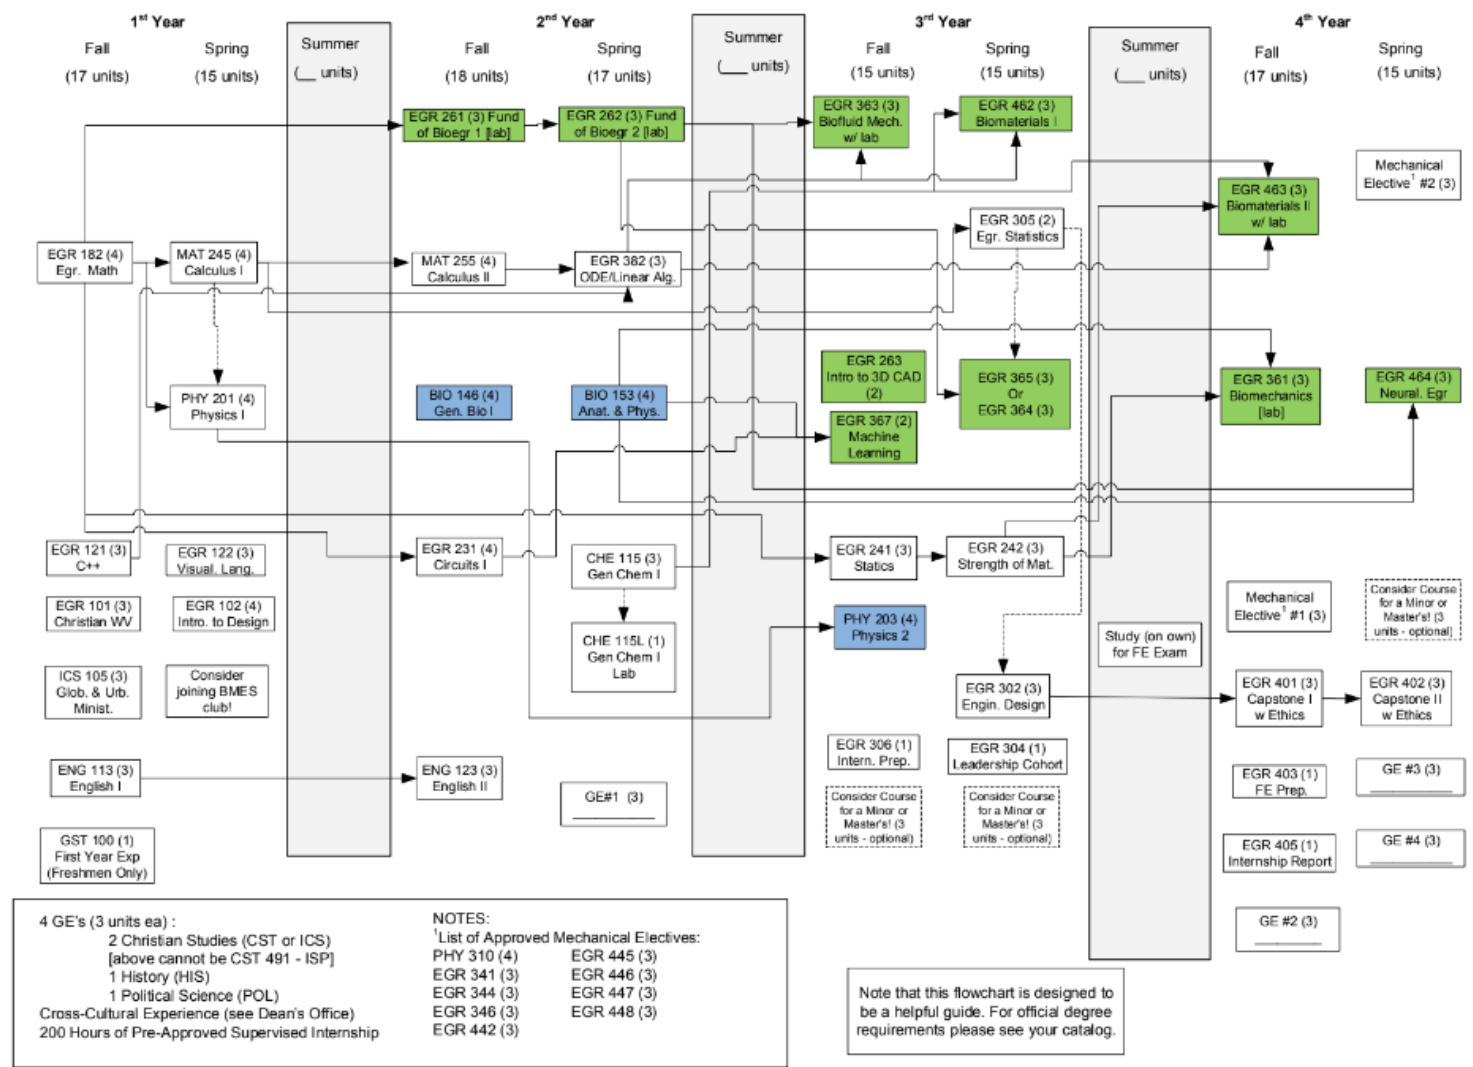 1st Year
2nd Year
3rd Year
4th Year
Fall
(17 units)
Spring
(15 units)
Summer
(__ units)
Fall
(18 units)
Spring
(17 units)
Summer
(___ units)
Fall
(15 units)
Spring
(15 units)
Summer
(___ units)
Fall
(17 units)
Spring
(15 units)
EGR 261 (3) Fund
of Bioegr 1 [lab]
EGR 262 (3) Fund
of Bioegr 2 [lab]
EGR 363 (3)
Biofluid Mech.
w/ lab
EGR 462 (3)
Biomaterials I
Mechanical
Elective1 #2 (3)
EGR 463 (3)
Biomaterials II
w/ lab
EGR 305 (2)
Egr. Statistics
EGR 182 (4)
Egr. Math
MAT 245 (4)
Calculus I
MAT 255 (4)
Calculus II
EGR 382 (3)
ODE/Linear Alg.
PHY 201 (4)
Physics I
BIO 146 (4)
Gen. Bio I
BIO 153 (4)
Anat. & Phys.
EGR 263
Intro to 3D CAD
(2)
EGR 367 (2)
Machine
Learning
EGR 365 (3)
Or
EGR 364 (3)
EGR 361 (3)
Biomechanics
[lab]
EGR 464 (3)
Neural. Egr
EGR 121 (3)
C++
EGR 122 (3)
Visual. Lang.
EGR 231 (4)
Circuits I
CHE 115 (3)
Gen Chem I
EGR 241 (3)
Statics
EGR 242 (3)
Strength of Mat.
EGR 101 (3)
Christian WV
EGR 102 (4)
Intro. to Design
CHE 115L (1)
Gen Chem I
Lab
PHY 203 (4)
Physics 2
Study (on own)
for FE Exam
Mechanical
Elective1 #1 (3)
Consider Course
for a Minor or
Master's! (3
units - optional)
ICS 105 (3)
Glob. & Urb.
Minist.
Consider
joining BMES
club!
EGR 302 (3)
Engin. Design
EGR 401 (3)
Capstone I
w Ethics
EGR 402 (3)
Capstone II
w Ethics
ENG 113 (3)
English I
ENG 123 (3)
English II
GE#1 (3)
EGR 306 (1)
Intern. Prep.
EGR 304 (1)
Leadership Cohort
EGR 403 (1)
FE Prep.
GE #3 (3)
Consider Course
for a Minor or
Master's! (3
units - optional)
Consider Course
for a Minor or
Master's! (3
units - optional)
GST 100 (1)
First Year Exp
(Freshmen Only)
EGR 405 (1)
Internship Report
GE #4 (3)
GE #2 (3)
4 GE's (3 units ea) :
2 Christian Studies (CST or ICS)
[above cannot be CST 491 - ISP]
1 History (HIS)
1 Political Science (POL)
Cross-Cultural Experience (see Dean's Office)
200 Hours of Pre-Approved Supervised Internship
NOTES:
1List of Approved Mechanical Electives:
PHY 310 (4)
EGR 341 (3)
EGR 344 (3)
EGR 346 (3)
EGR 442 (3)
EGR 445 (3)
EGR 446 (3)
EGR 447 (3)
EGR 448 (3)
Note that this flowchart is designed to
be a helpful guide. For official degree
requirements please see your catalog.